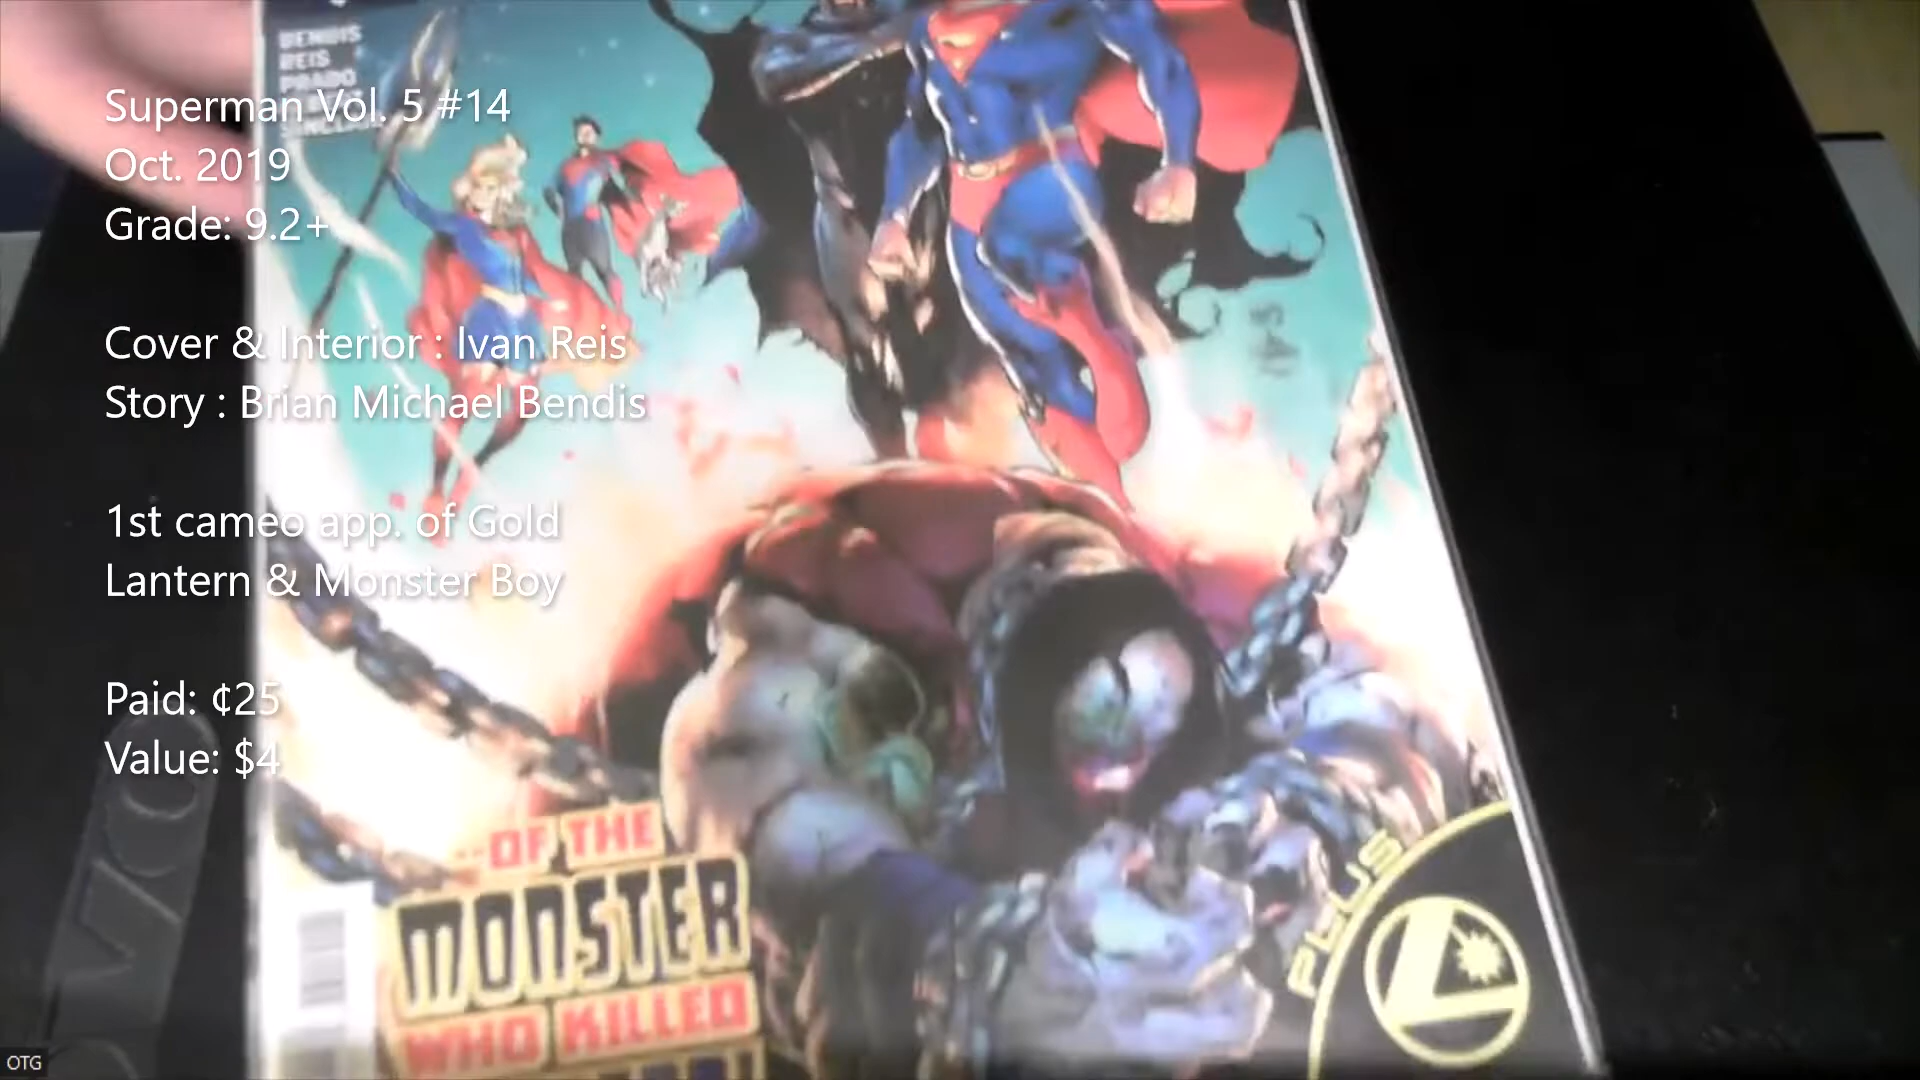 BENDIS
REIS
PRADO
Superman Vol. 5 #14
Oct. 2019
Grade: 9.2+
Cover & Interior : Ivan Reis
Story : Brian Michael Bendis
1st cameo app. of Gold
Lantern & Monster Boy
Paid: ¢25
Value: $4
...OF THE
MONSTER
WHO KILLED
PLUS
L
OTG